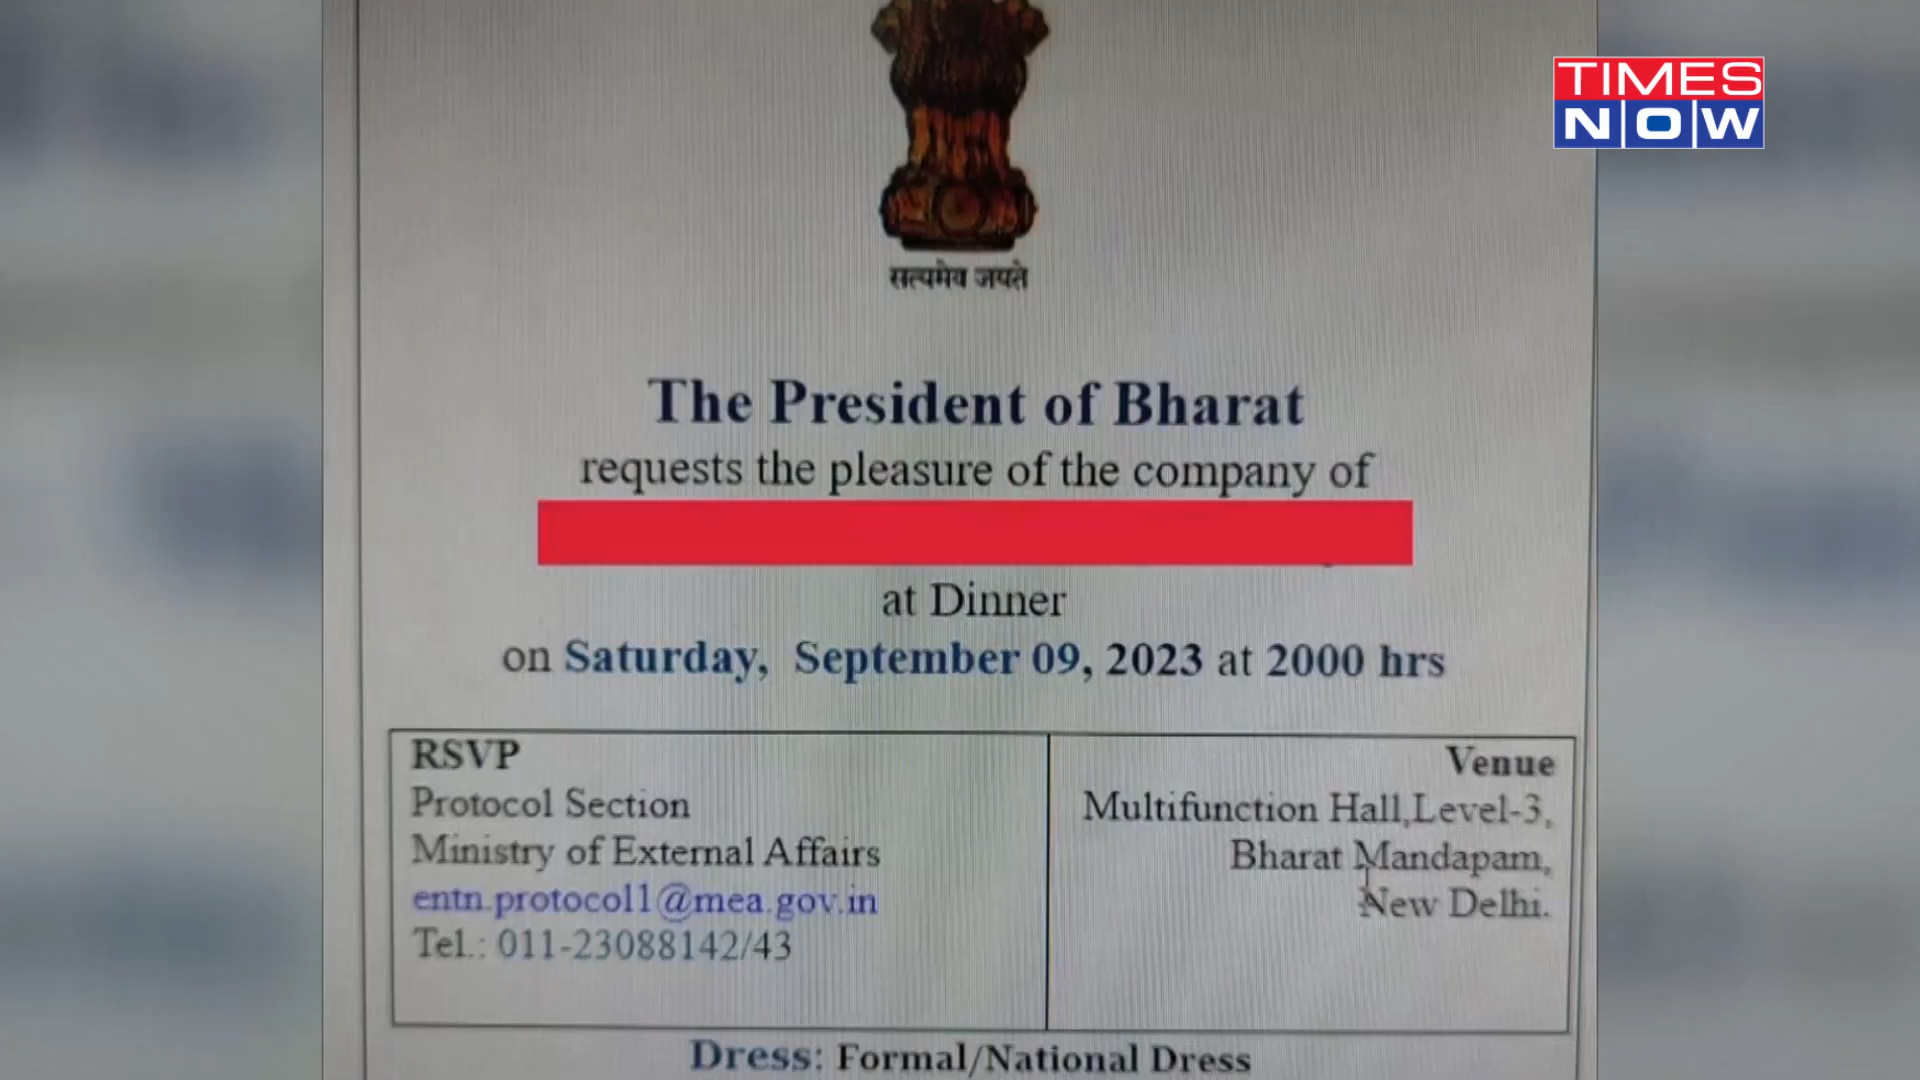 TIMES
NOW
सत्यमेव जयते
The President of Bharat
requests the pleasure of the company of
at Dinner
on Saturday, September 09, 2023 at 2000 hrs
RSVP
Protocol Section
Ministry of External Affairs
entn.protocol1@mea.gov.in
Tel.: 011-23088142/43
Venue
Multifunction Hall,Level-3,
Bharat Mandapam,
New Delhi.
Dress: Formal/National Dress